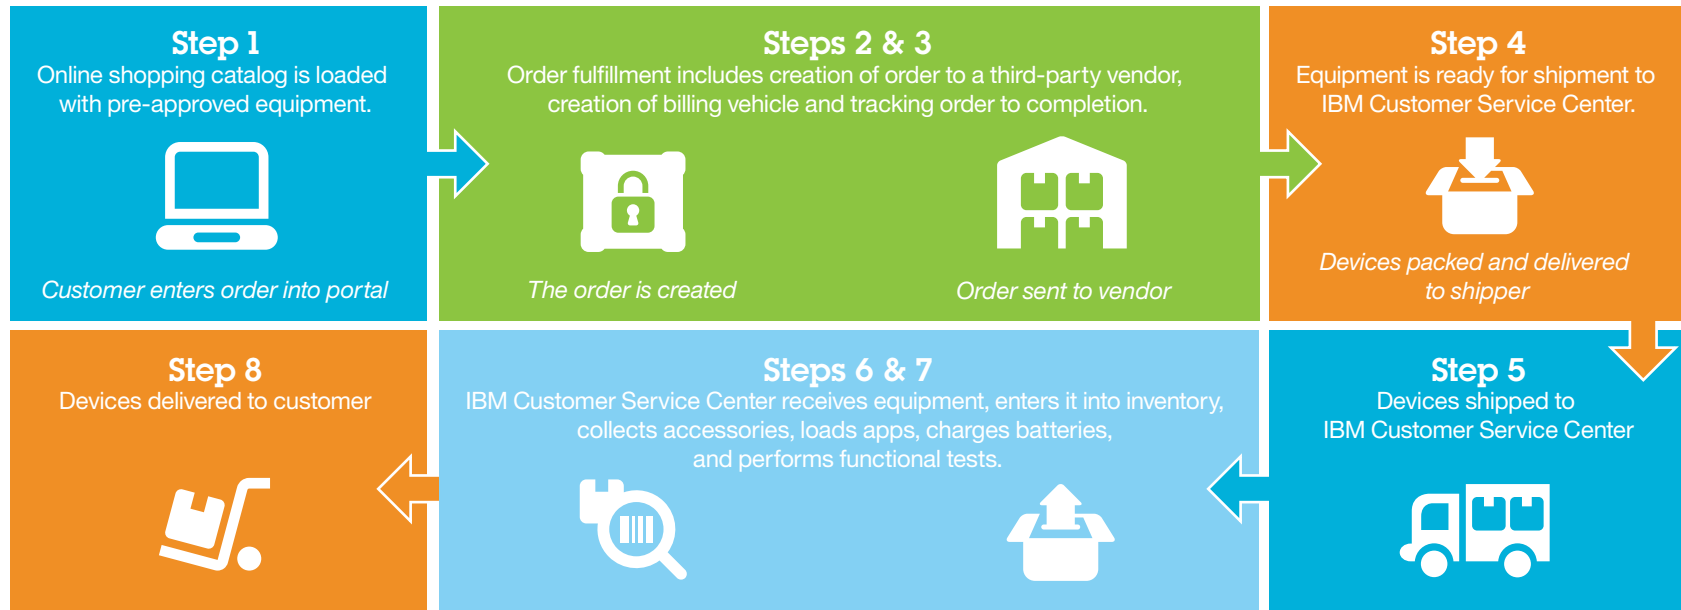 Step 1
Online shopping catalog is loaded
with pre-approved equipment.
Customer enters order into portal
Steps 2 & 3
Order fulfillment includes creation of order to a third-party vendor,
creation of billing vehicle and tracking order to completion.
The order is created
Order sent to vendor
Step 4
Equipment is ready for shipment to
IBM Customer Service Center.
Devices packed and delivered
to shipper
Step 5
Devices shipped to
IBM Customer Service Center
Steps 6 & 7
IBM Customer Service Center receives equipment, enters it into inventory,
collects accessories, loads apps, charges batteries,
and performs functional tests.
Step 8
Devices delivered to customer